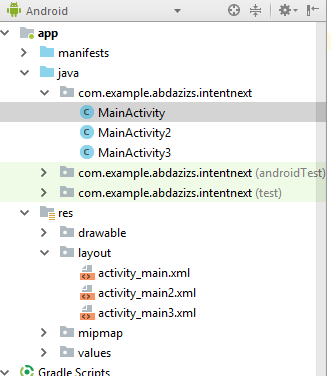 Android
app
manifests
java
com.example.abdazizs.intentnext
MainActivity
MainActivity2
MainActivity3
com.example.abdazizs.intentnext (androidTest)
com.example.abdazizs.intentnext (test)
res
drawable
layout
activity_main.xml
activity_main2.xml
activity_main3.xml
mipmap
values
Gradle Scripts